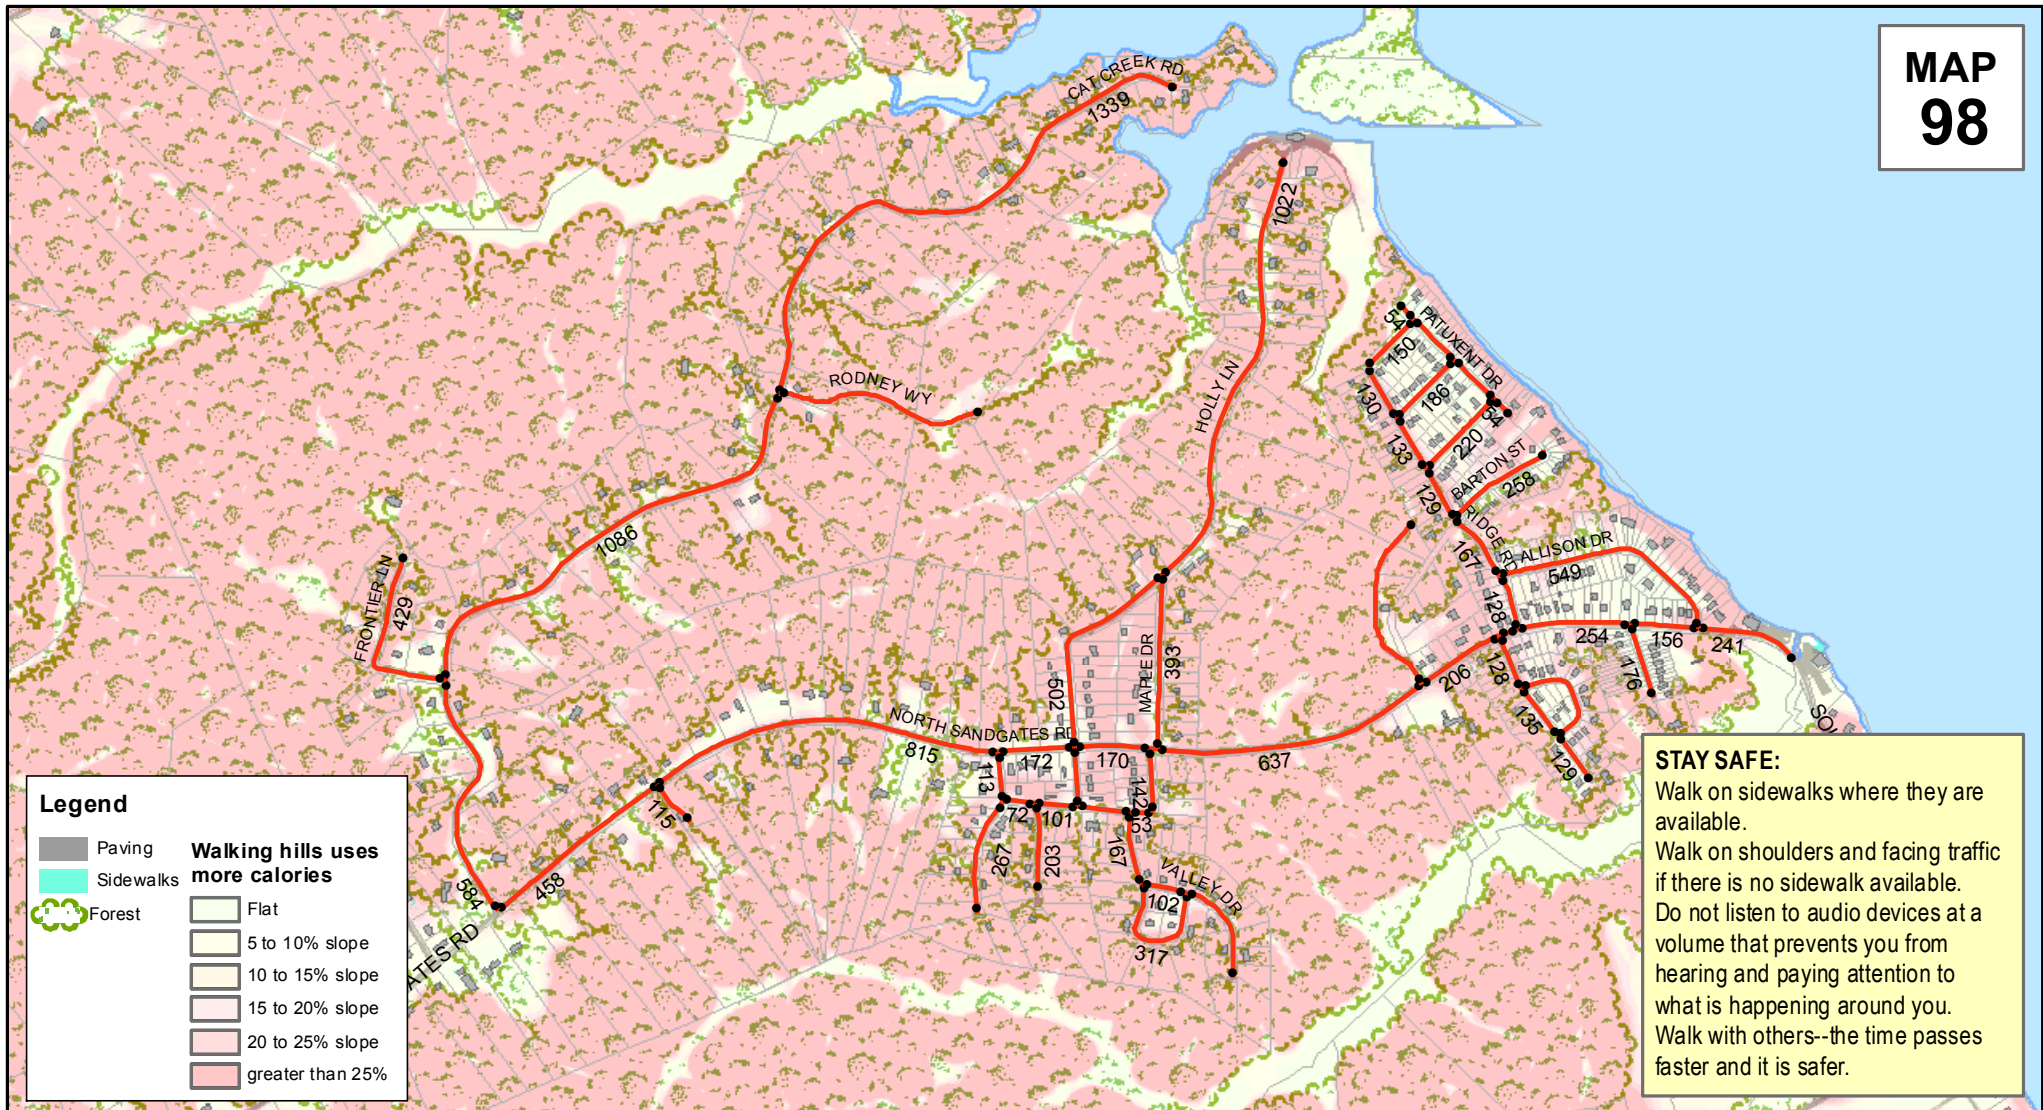 MAP
98
CAT CREEK RD
1339
1022
HOLLY LN
RODNEY WY
54
PATUXENT DR
150
130
186
54
133
220
BARTON ST
129
258
RIDGE RD
167
ALLISON DR
549
1086
FRONTIER LN
429
128
254
156
241
176
206
128
135
129
MAPLE DR
393
502
NORTH SANDGATES RD
815
172
170
637
113
72
101
142
53
115
267
203
167
VALLEY DR
102
317
584
458
ATES RD
STAY SAFE:
Walk on sidewalks where they are
available.
Walk on shoulders and facing traffic
if there is no sidewalk available.
Do not listen to audio devices at a
volume that prevents you from
hearing and paying attention to
what is happening around you.
Walk with others--the time passes
faster and it is safer.
Legend
Paving
Sidewalks
Forest
Walking hills uses
more calories
Flat
5 to 10% slope
10 to 15% slope
15 to 20% slope
20 to 25% slope
greater than 25%